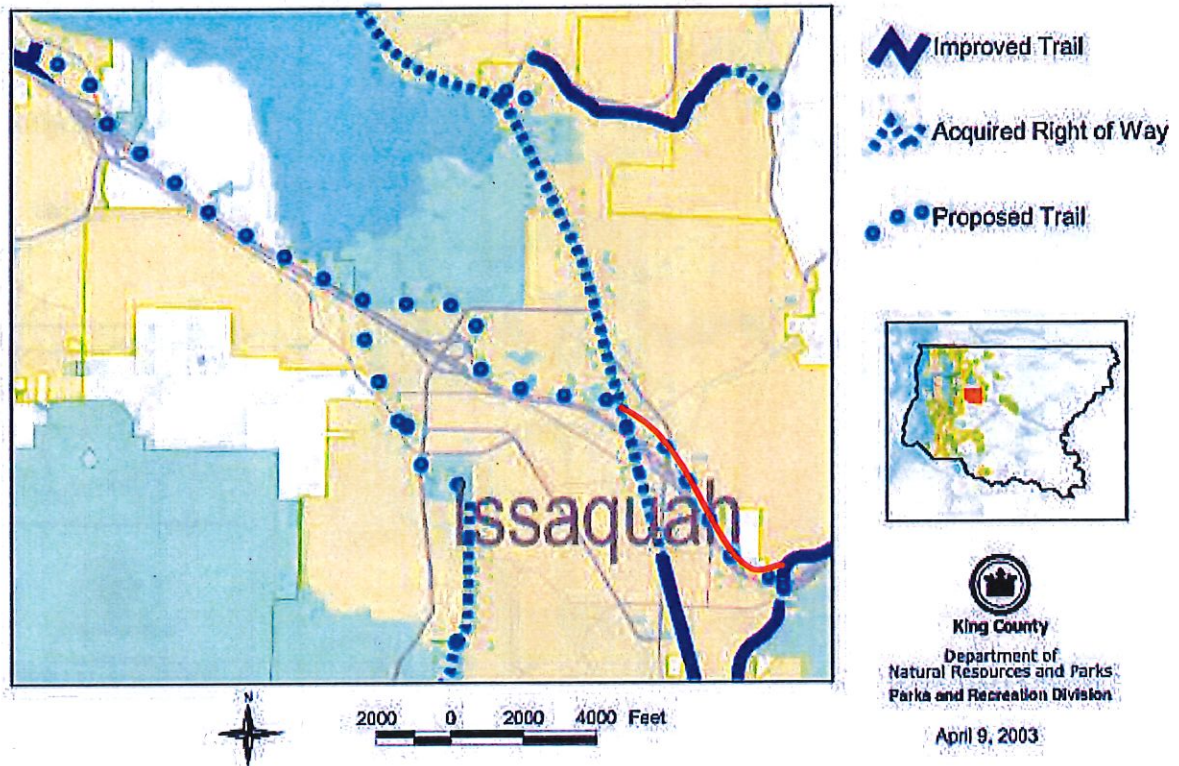 Improved Trail
Acquired Right of Way
Proposed Trail
Issaquah
King County
Department of
Natural Resources and Parks
Parks and Recreation Division
April 9, 2003
N
2000 0 2000 4000 Feet